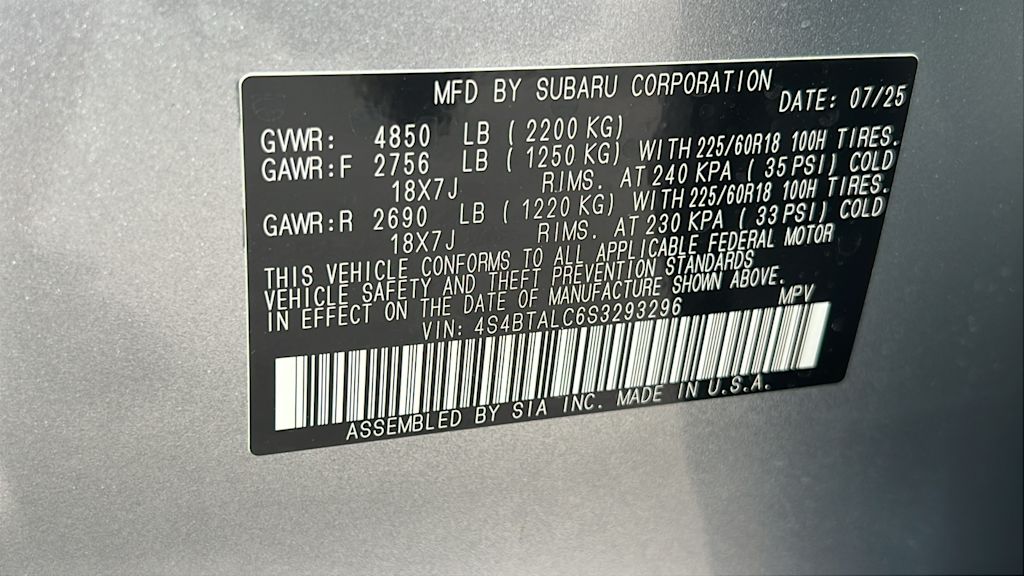 MFD BY SUBARU CORPORATION DATE: 07/25
GVWR: 4850 LB ( 2200 KG)
GAWR:F 2756 LB ( 1250 KG) WITH 225/60R18 100H TIRES.
18X7J RIMS. AT 240 KPA ( 35 PSI) COLD
GAWR:R 2690 LB ( 1220 KG) WITH 225/60R18 100H TIRES.
18X7J RIMS. AT 230 KPA ( 33 PSI) COLD
THIS VEHICLE CONFORMS TO ALL APPLICABLE FEDERAL MOTOR
VEHICLE SAFETY AND THEFT PREVENTION STANDARDS
IN EFFECT ON THE DATE OF MANUFACTURE SHOWN ABOVE.
VIN: 4S4BTALC6S3293296 MPV
ASSEMBLED BY SIA INC. MADE IN U.S.A.